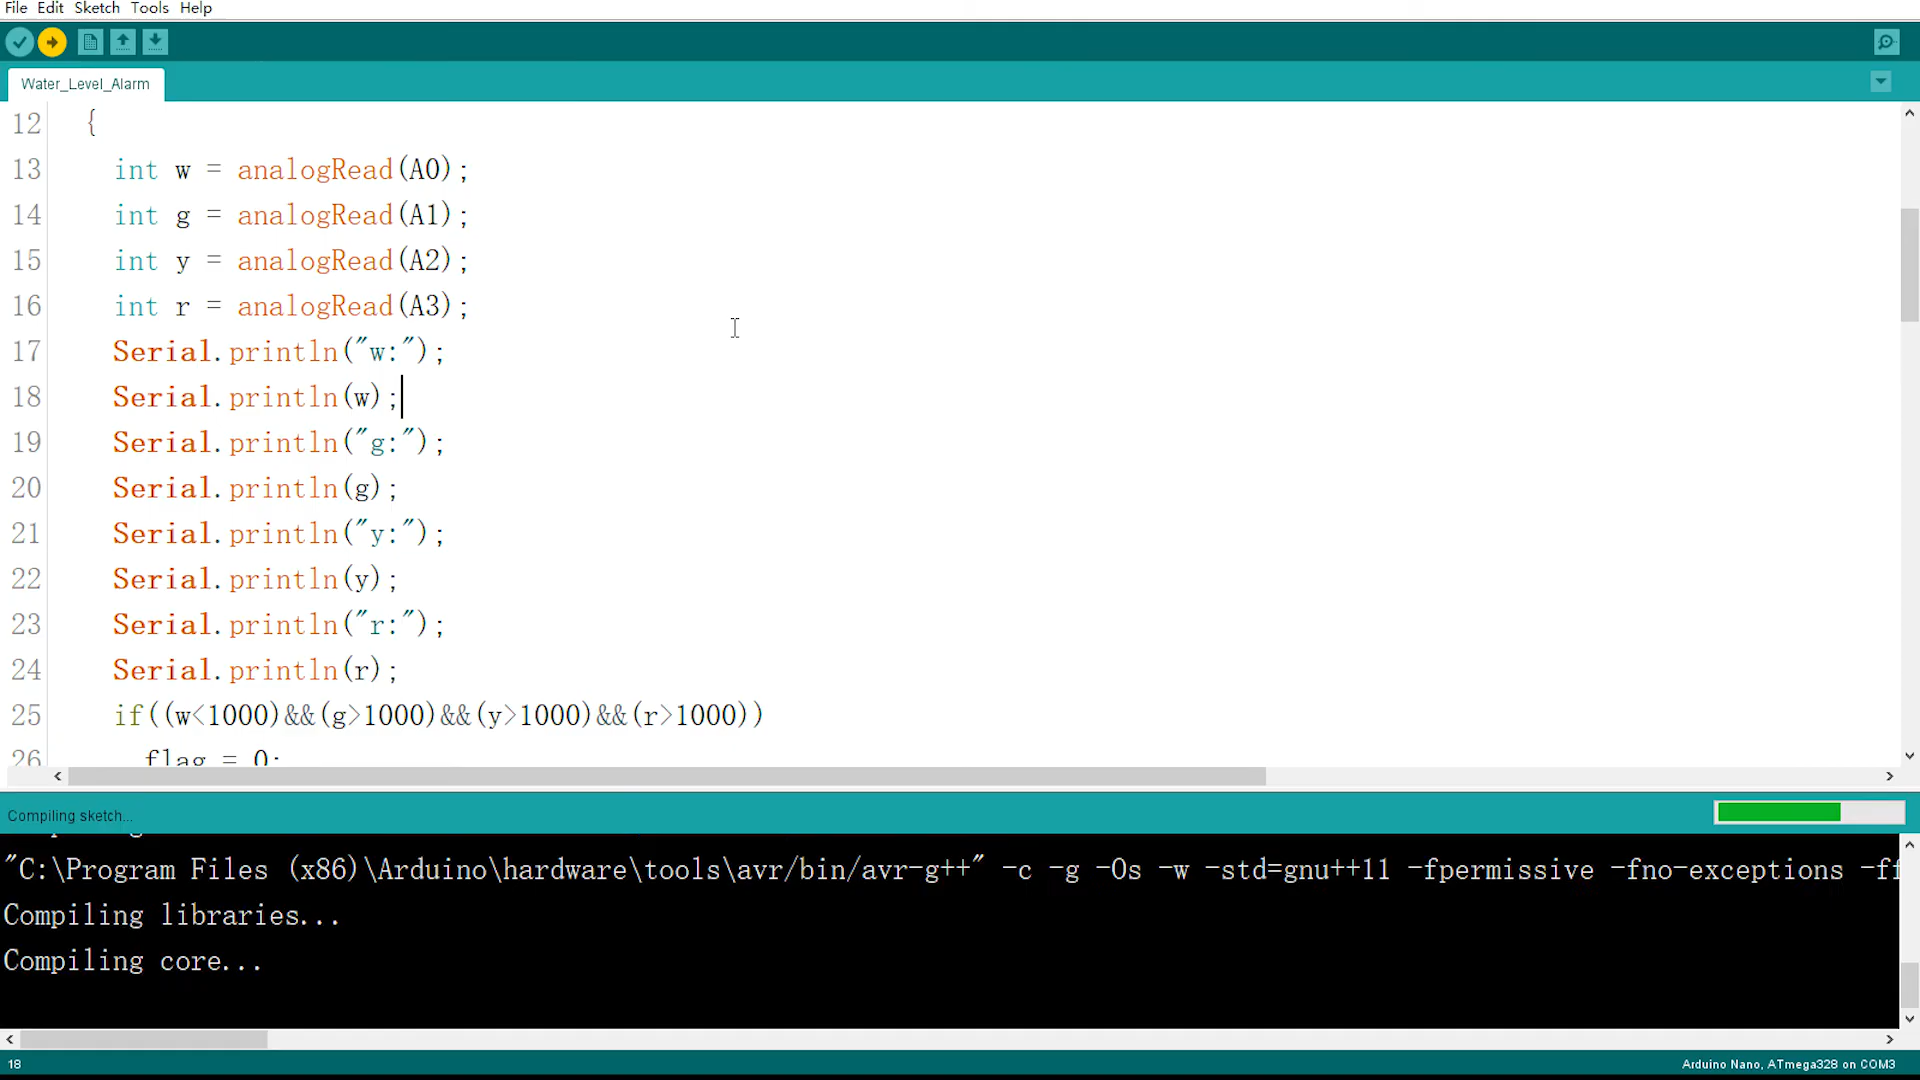 File Edit Sketch Tools Help
Water_Level_Alarm
12 {
13 int w = analogRead(A0);
14 int g = analogRead(A1);
15 int y = analogRead(A2);
16 int r = analogRead(A3);
17 Serial.println("w:");
18 Serial.println(w);
19 Serial.println("g:");
20 Serial.println(g);
21 Serial.println("y:");
22 Serial.println(y);
23 Serial.println("r:");
24 Serial.println(r);
25 if((w<1000)&&(g>1000)&&(y>1000)&&(r>1000))
26 flag = 0;
Compiling sketch...
"C:\Program Files (x86)\Arduino\hardware\tools\avr/bin/avr-g++" -c -g -Os -w -std=gnu++11 -fpermissive -fno-exceptions -ff
Compiling libraries...
Compiling core...
18
Arduino Nano, ATmega328 on COM3